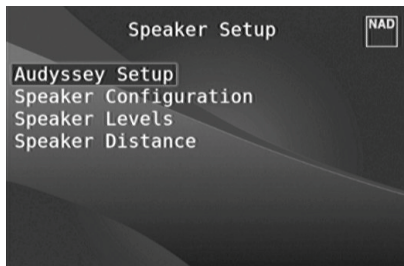 Speaker Setup
NAD
Audyssey Setup
Speaker Configuration
Speaker Levels
Speaker Distance